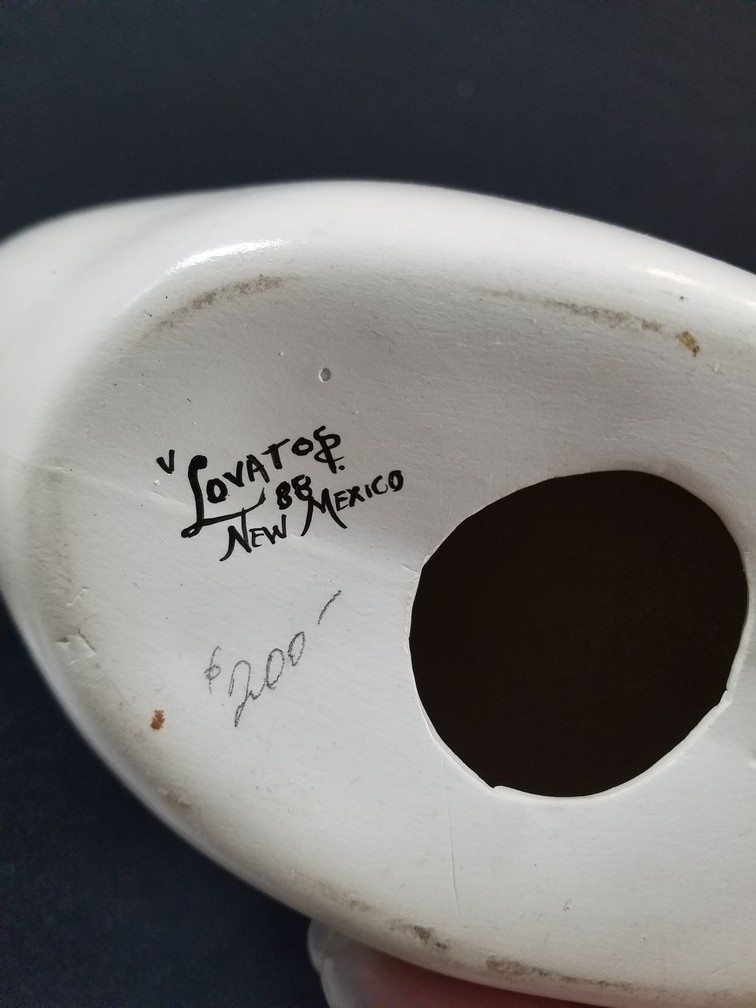 V LOVATO S.P.
88
NEW MEXICO
$200-